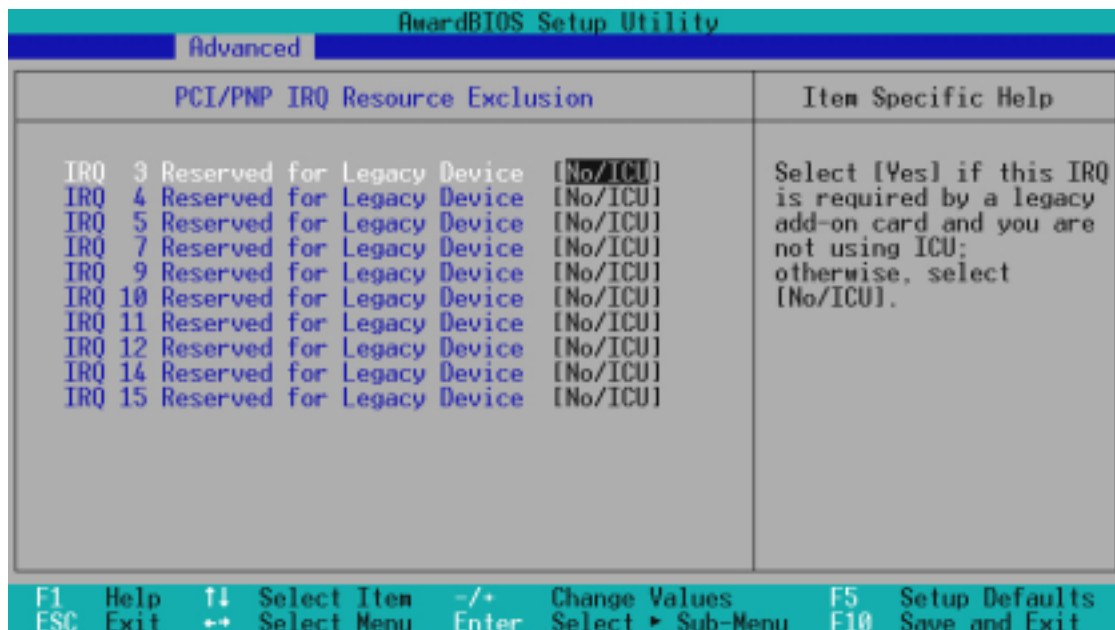 AwardBIOS Setup Utility
Advanced
PCI/PNP IRQ Resource Exclusion
IRQ 3 Reserved for Legacy Device [No/ICU]
IRQ 4 Reserved for Legacy Device [No/ICU]
IRQ 5 Reserved for Legacy Device [No/ICU]
IRQ 7 Reserved for Legacy Device [No/ICU]
IRQ 9 Reserved for Legacy Device [No/ICU]
IRQ 10 Reserved for Legacy Device [No/ICU]
IRQ 11 Reserved for Legacy Device [No/ICU]
IRQ 12 Reserved for Legacy Device [No/ICU]
IRQ 14 Reserved for Legacy Device [No/ICU]
IRQ 15 Reserved for Legacy Device [No/ICU]
Item Specific Help
Select [Yes] if this IRQ
is required by a legacy
add-on card and you are
not using ICU;
otherwise, select
[No/ICU].
F1 Help ↑↓ Select Item -/+ Change Values F5 Setup Defaults
ESC Exit ←→ Select Menu Enter Select ► Sub-Menu F10 Save and Exit